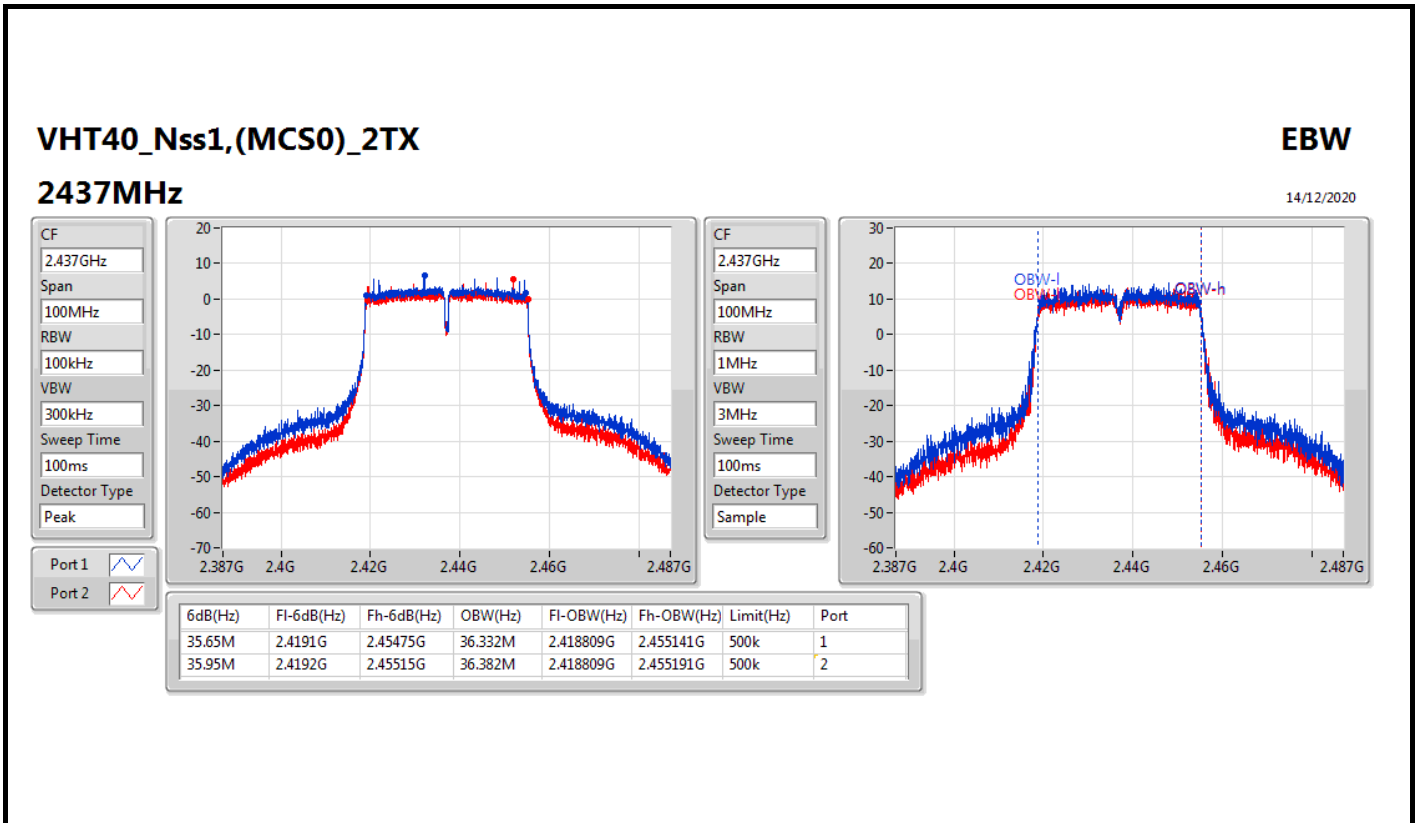 VHT40_Nss1,(MCS0)_2TX
EBW
2437MHz
14/12/2020
CF
2.437GHz
Span
100MHz
RBW
100kHz
VBW
300kHz
Sweep Time
100ms
Detector Type
Peak
Port 1
Port 2
20
10
0
-10
-20
-30
-40
-50
-60
-70
2.387G 2.4G 2.42G 2.44G 2.46G 2.487G
CF
2.437GHz
Span
100MHz
RBW
1MHz
VBW
3MHz
Sweep Time
100ms
Detector Type
Sample
30
20
10
0
-10
-20
-30
-40
-50
-60
OBW-l
OBW-h
2.387G 2.4G 2.42G 2.44G 2.46G 2.487G
6dB(Hz) Fl-6dB(Hz) Fh-6dB(Hz) OBW(Hz) Fl-OBW(Hz) Fh-OBW(Hz) Limit(Hz) Port
35.65M 2.4191G 2.45475G 36.332M 2.418809G 2.455141G 500k 1
35.95M 2.4192G 2.45515G 36.382M 2.418809G 2.455191G 500k 2